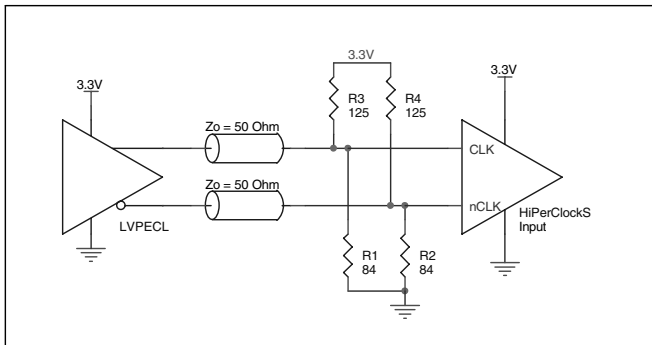 3.3V
3.3V
3.3V
R3
125
R4
125
Zo = 50 Ohm
CLK
Zo = 50 Ohm
nCLK
LVPECL
HiPerClockS
Input
R1
84
R2
84